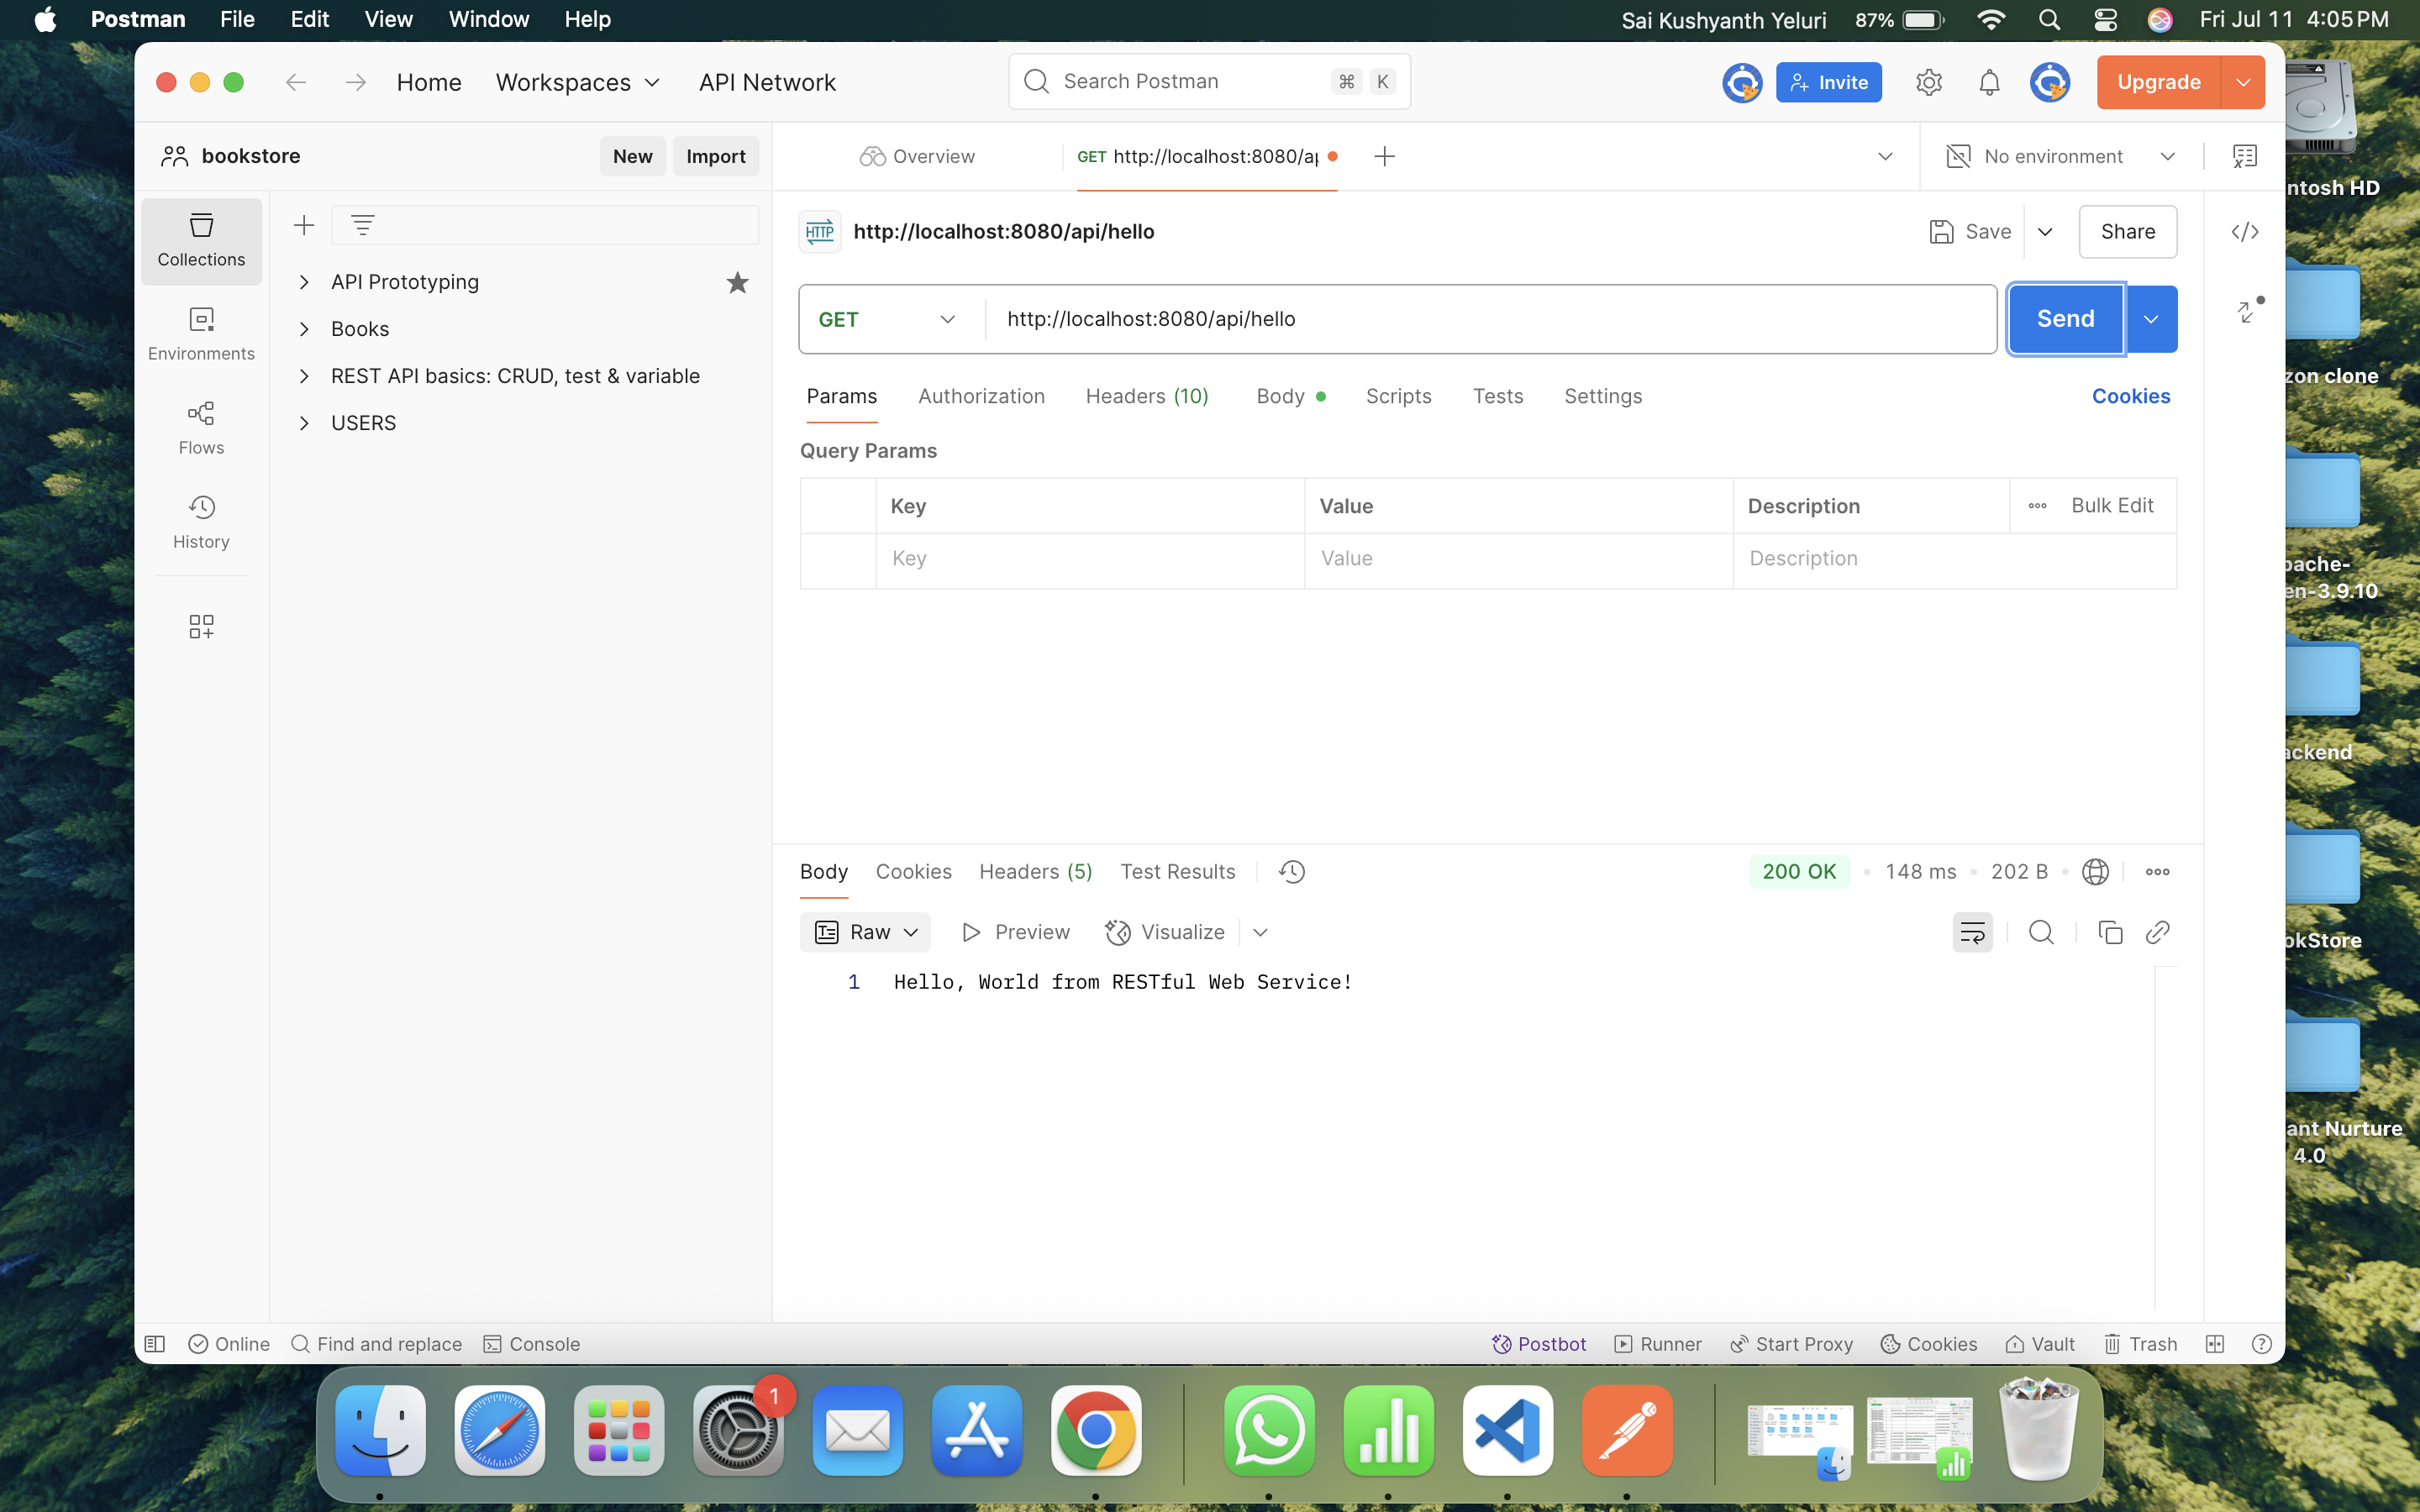 Postman File Edit View Window Help Sai Kushyanth Yeluri 87% Fri Jul 11 4:05 PM
Home Workspaces API Network Search Postman ⌘ K Invite Upgrade
bookstore New Import Overview GET http://localhost:8080/ap No environment
Collections
Environments
Flows
History
API Prototyping
Books
REST API basics: CRUD, test & variable
USERS
HTTP http://localhost:8080/api/hello Save Share
GET http://localhost:8080/api/hello Send
Params Authorization Headers (10) Body Scripts Tests Settings Cookies
Query Params
Key Value Description Bulk Edit
Key Value Description
Body Cookies Headers (5) Test Results 200 OK 148 ms 202 B
Raw Preview Visualize
1 Hello, World from RESTful Web Service!
Online Find and replace Console Postbot Runner Start Proxy Cookies Vault Trash
ntosh HD
zon clone
pache-
en-3.9.10
ackend
okStore
ant Nurture
4.0
1